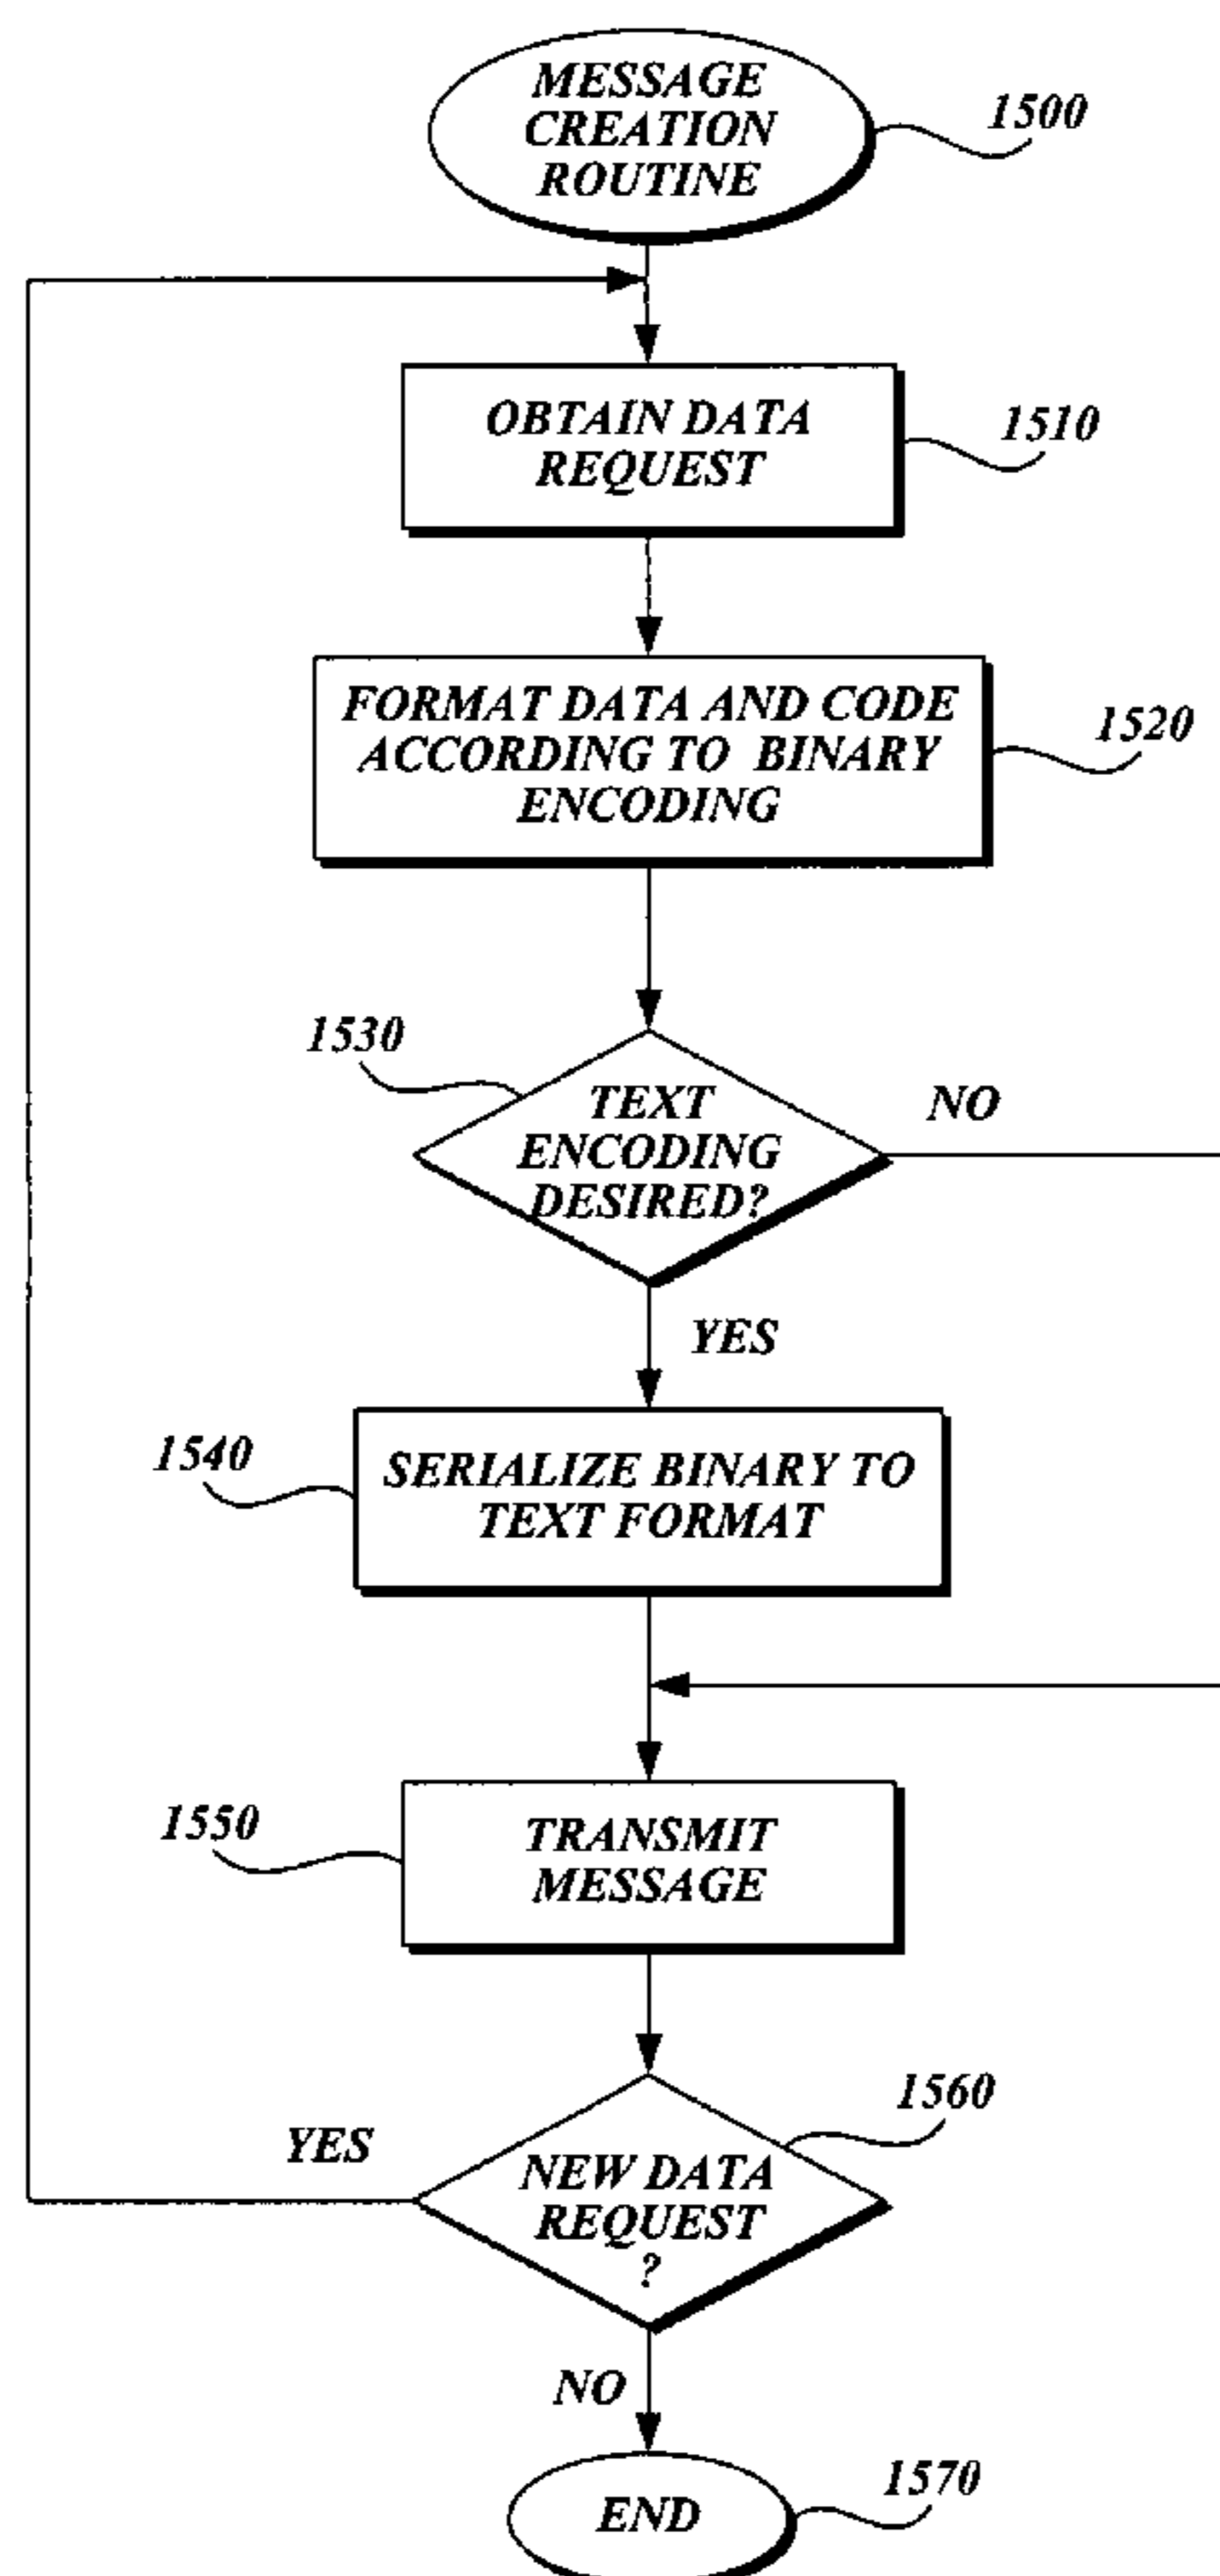 MESSAGE
CREATION
ROUTINE
1500
OBTAIN DATA
REQUEST
1510
FORMAT DATA AND CODE
ACCORDING TO BINARY
ENCODING
1520
1530
TEXT
ENCODING
DESIRED?
NO
YES
1540
SERIALIZE BINARY TO
TEXT FORMAT
1550
TRANSMIT
MESSAGE
1560
YES
NEW DATA
REQUEST
?
NO
END
1570